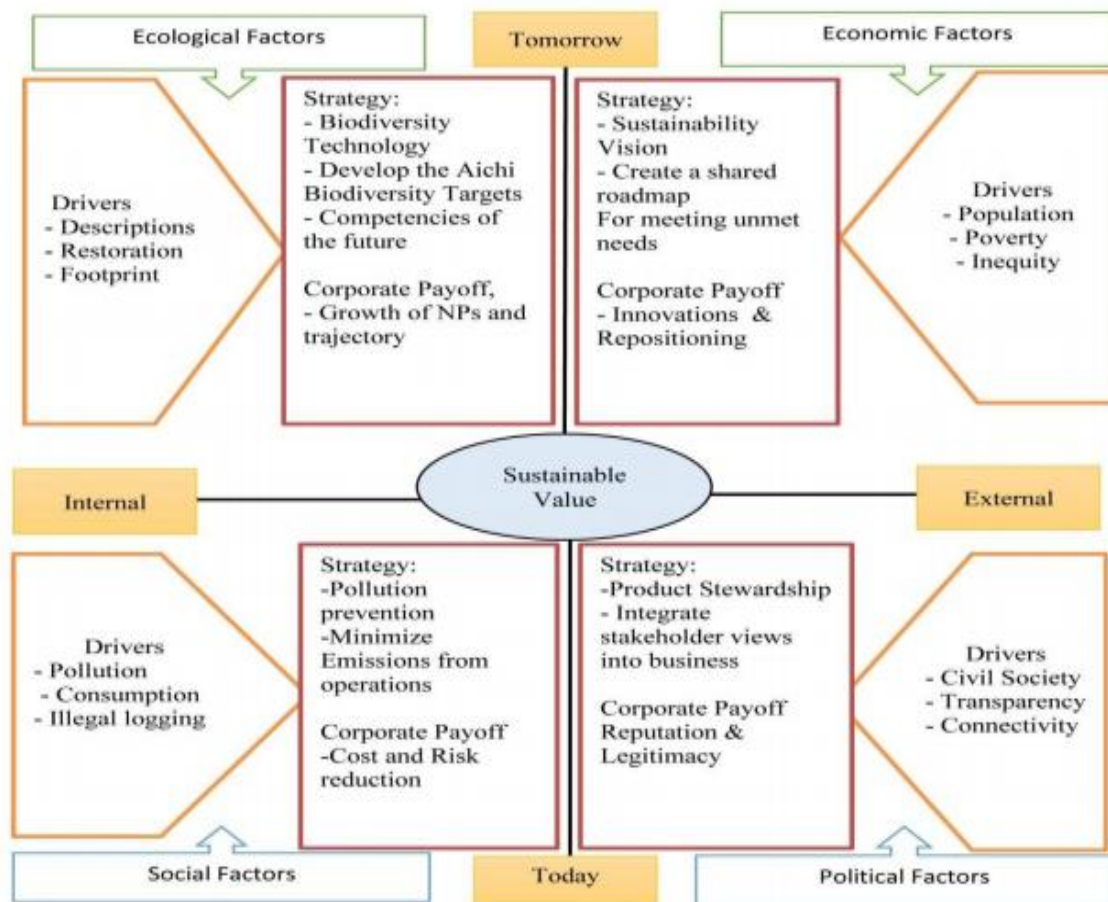 Ecological Factors
Tomorrow
Economic Factors
Drivers
- Descriptions
- Restoration
- Footprint
Strategy:
- Biodiversity
Technology
- Develop the Aichi
Biodiversity Targets
- Competencies of
the future
Corporate Payoff,
- Growth of NPs and
trajectory
Strategy:
- Sustainability
Vision
- Create a shared
roadmap
For meeting unmet
needs
Corporate Payoff
- Innovations &
Repositioning
Drivers
- Population
- Poverty
- Inequity
Internal
Sustainable
Value
External
Drivers
- Pollution
- Consumption
- Illegal logging
Strategy:
-Pollution
prevention
-Minimize
Emissions from
operations
Corporate Payoff
-Cost and Risk
reduction
Strategy:
-Product Stewardship
- Integrate
stakeholder views
into business
Corporate Payoff
Reputation &
Legitimacy
Drivers
- Civil Society
- Transparency
- Connectivity
Social Factors
Today
Political Factors